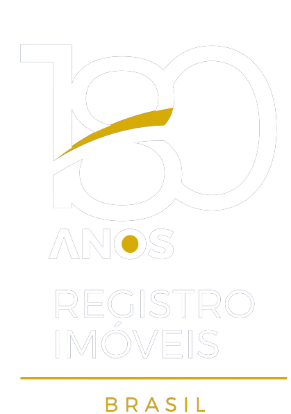 180
ANOS
REGISTRO
IMÓVEIS
BRASIL